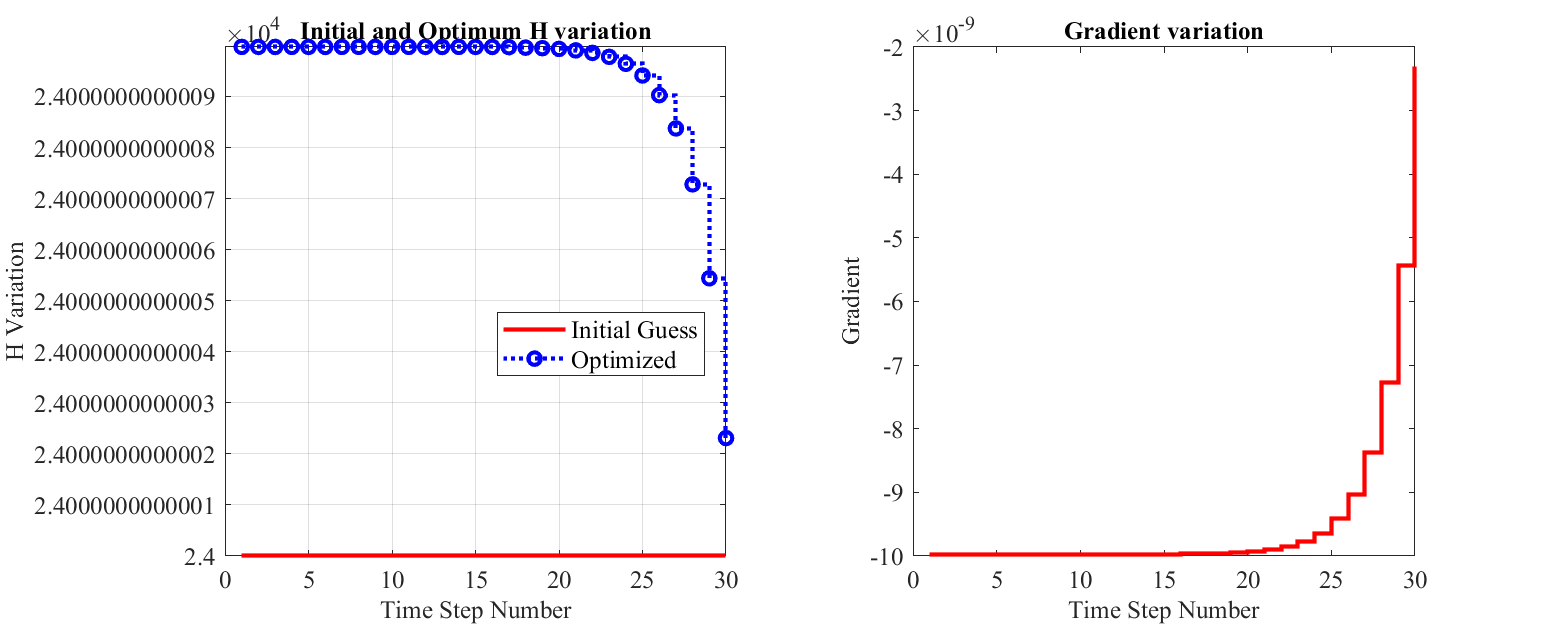 ×10⁴
Initial and Optimum H variation
2.4000000000009
2.4000000000008
2.4000000000007
2.4000000000006
2.4000000000005
2.4000000000004
2.4000000000003
2.4000000000002
2.4000000000001
2.4
H Variation
0 5 10 15 20 25 30
Time Step Number
Initial Guess
Optimized
×10⁻⁹
Gradient variation
-2
-3
-4
-5
-6
-7
-8
-9
-10
Gradient
0 5 10 15 20 25 30
Time Step Number